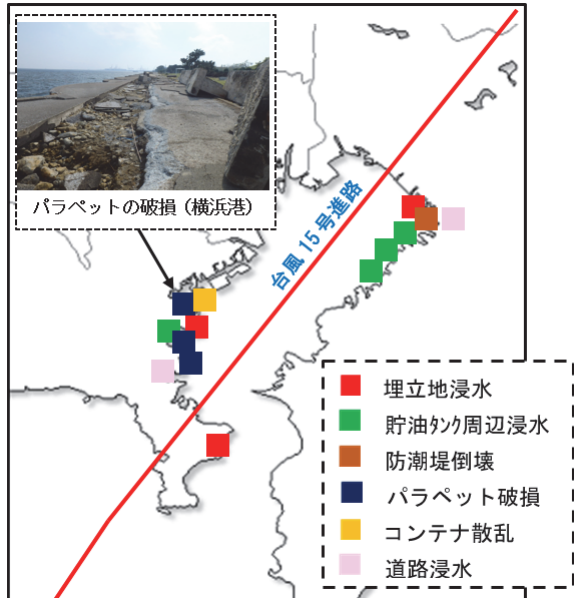 パラペットの破損（横浜港）
台風15号進路
埋立地浸水
貯油ﾀﾝｸ周辺浸水
防潮堤倒壊
パラペット破損
コンテナ散乱
道路浸水